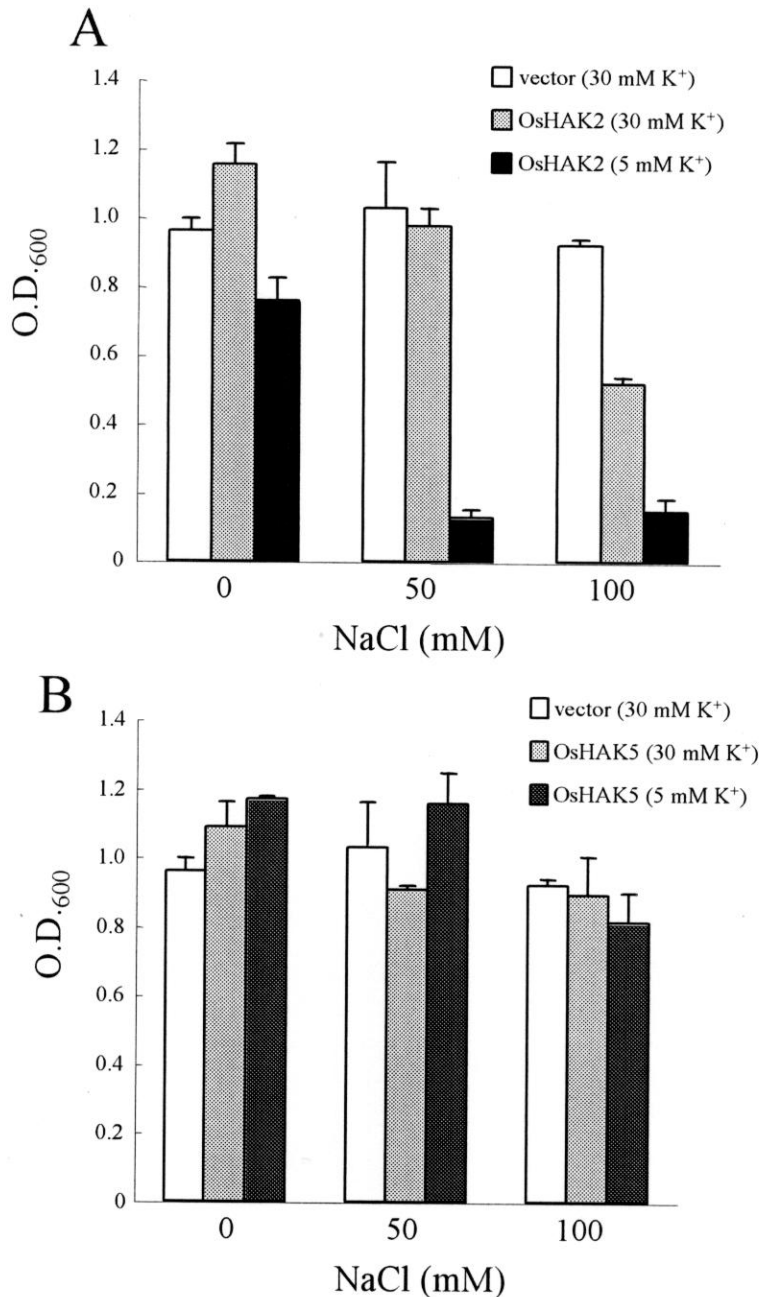 A
vector (30 mM K⁺)
OsHAK2 (30 mM K⁺)
OsHAK2 (5 mM K⁺)
1.4
1.2
1.0
0.8
0.6
0.4
0.2
0
O.D.₆₀₀
0 50 100
NaCl (mM)
B
vector (30 mM K⁺)
OsHAK5 (30 mM K⁺)
OsHAK5 (5 mM K⁺)
1.4
1.2
1.0
0.8
1.6
0.4
0.2
0
O.D.₆₀₀
0 50 100
NaCl (mM)